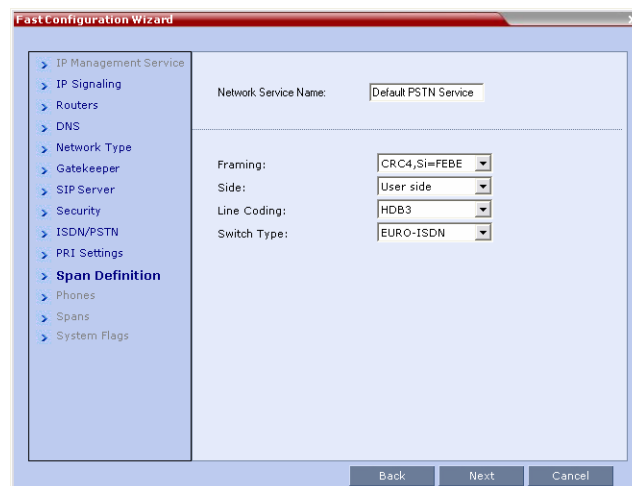 Fast Configuration Wizard
IP Management Service
IP Signaling
Routers
DNS
Network Type
Gatekeeper
SIP Server
Security
ISDN/PSTN
PRI Settings
Span Definition
Phones
Spans
System Flags
Network Service Name: Default PSTN Service
Framing: CRC4,Si=FEBE
Side: User side
Line Coding: HDB3
Switch Type: EURO-ISDN
Back Next Cancel